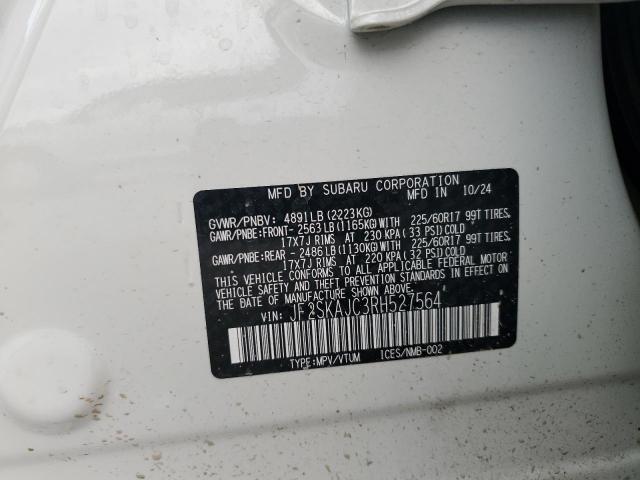 MFD BY SUBARU CORPORATION
MFD IN 10/24
GVWR/PNBV: 4891LB(2223KG)
GAWR/PNBE:FRONT- 2563LB(1165KG)WITH 225/60R17 99T TIRES,
17X7J RIMS AT 230 KPA(33 PSI)COLD
GAWR/PNBE:REAR - 2486LB(1130KG)WITH 225/60R17 99T TIRES,
17X7J RIMS AT 220 KPA(32 PSI)COLD
THIS VEHICLE CONFORMS TO ALL APPLICABLE FEDERAL MOTOR
VEHICLE SAFETY AND THEFT PREVENTION STANDARDS IN EFFECT
ON THE DATE OF MANUFACTURE SHOWN ABOVE.
VIN: JF2SKAJC3RH527564
TYPE:MPV/VTUM ICES/NMB-002